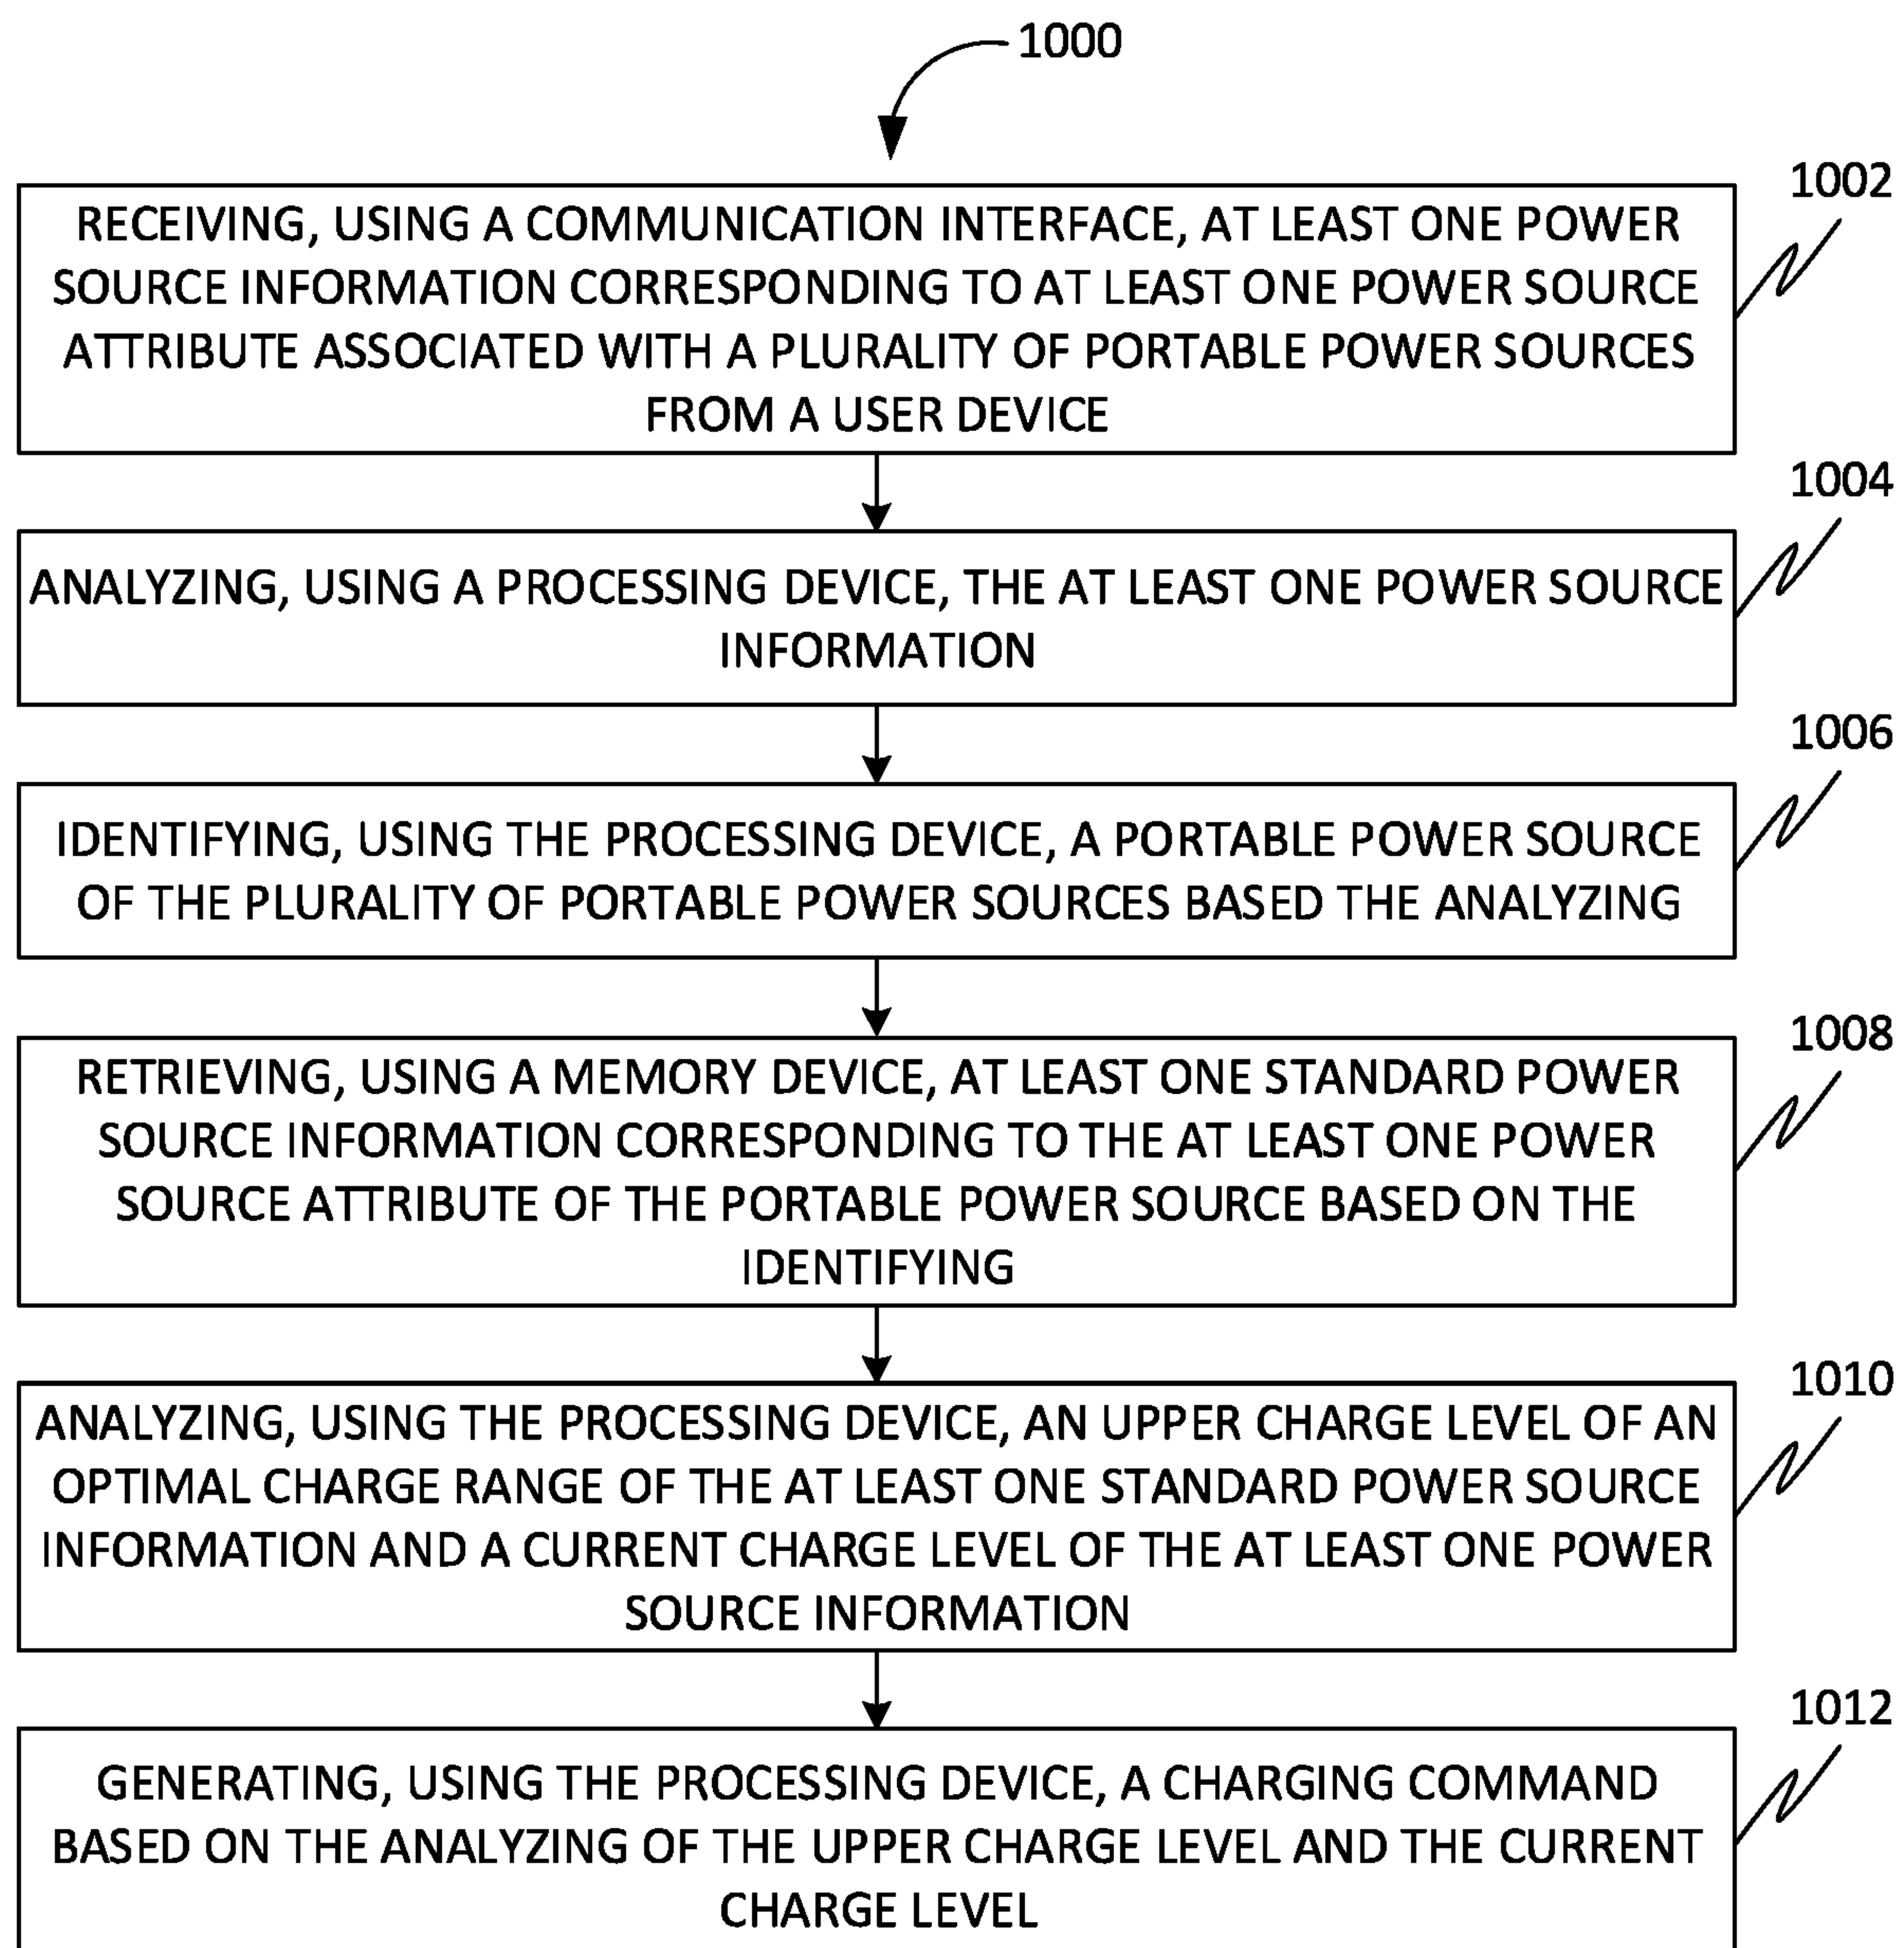 1000
1002
RECEIVING, USING A COMMUNICATION INTERFACE, AT LEAST ONE POWER
SOURCE INFORMATION CORRESPONDING TO AT LEAST ONE POWER SOURCE
ATTRIBUTE ASSOCIATED WITH A PLURALITY OF PORTABLE POWER SOURCES
FROM A USER DEVICE
1004
ANALYZING, USING A PROCESSING DEVICE, THE AT LEAST ONE POWER SOURCE
INFORMATION
1006
IDENTIFYING, USING THE PROCESSING DEVICE, A PORTABLE POWER SOURCE
OF THE PLURALITY OF PORTABLE POWER SOURCES BASED THE ANALYZING
1008
RETRIEVING, USING A MEMORY DEVICE, AT LEAST ONE STANDARD POWER
SOURCE INFORMATION CORRESPONDING TO THE AT LEAST ONE POWER
SOURCE ATTRIBUTE OF THE PORTABLE POWER SOURCE BASED ON THE
IDENTIFYING
1010
ANALYZING, USING THE PROCESSING DEVICE, AN UPPER CHARGE LEVEL OF AN
OPTIMAL CHARGE RANGE OF THE AT LEAST ONE STANDARD POWER SOURCE
INFORMATION AND A CURRENT CHARGE LEVEL OF THE AT LEAST ONE POWER
SOURCE INFORMATION
1012
GENERATING, USING THE PROCESSING DEVICE, A CHARGING COMMAND
BASED ON THE ANALYZING OF THE UPPER CHARGE LEVEL AND THE CURRENT
CHARGE LEVEL